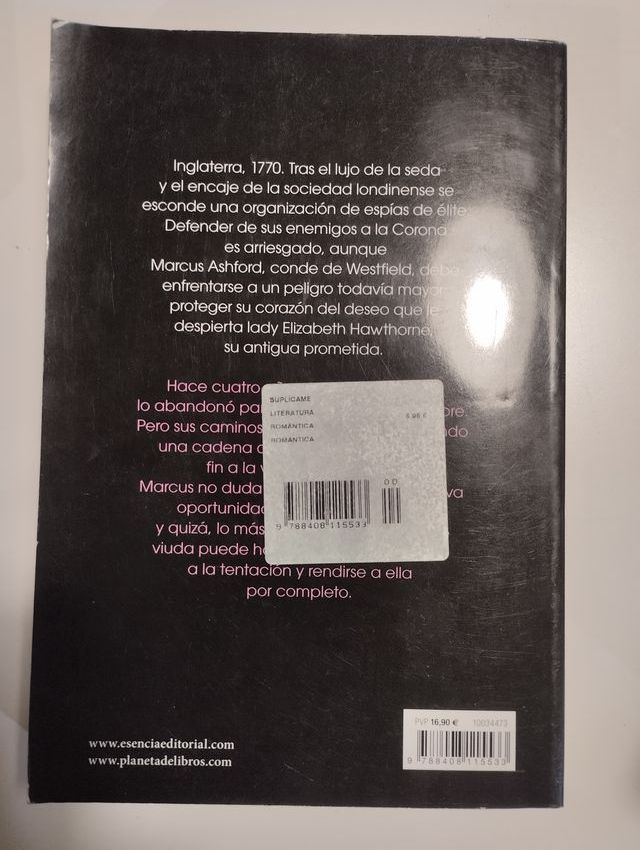 Inglaterra, 1770. Tras el lujo de la seda
y el encaje de la sociedad londinense se
esconde una organización de espías de élite
Defender de sus enemigos a la Corona
es arriesgado, aunque
Marcus Ashford, conde de Westfield, debe
enfrentarse a un peligro todavía mayor:
proteger su corazón del deseo que le
despierta lady Elizabeth Hawthorne,
su antigua prometida.
Hace cuatro
lo abandonó
Pero sus caminos
una cadena
fin a la
Marcus no duda
oportunidad
y quizá, lo más
viuda puede
a la tentación y rendirse a ella
por completo.
SUPLÍCAME
LITERATURA 6.95 €
ROMÁNTICA
ROMÁNTICA
00
9 788408 115533
www.esenciaeditorial.com
www.planetadelibros.com
PVP 16,90 € 10034473
9 788408 115533